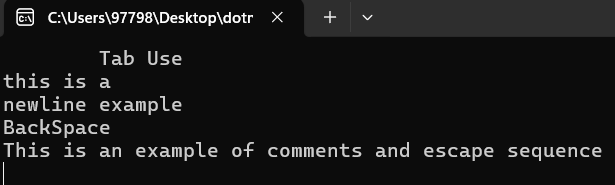 C:\Users\97798\Desktop\dotr
Tab Use
this is a
newline example
BackSpace
This is an example of comments and escape sequence